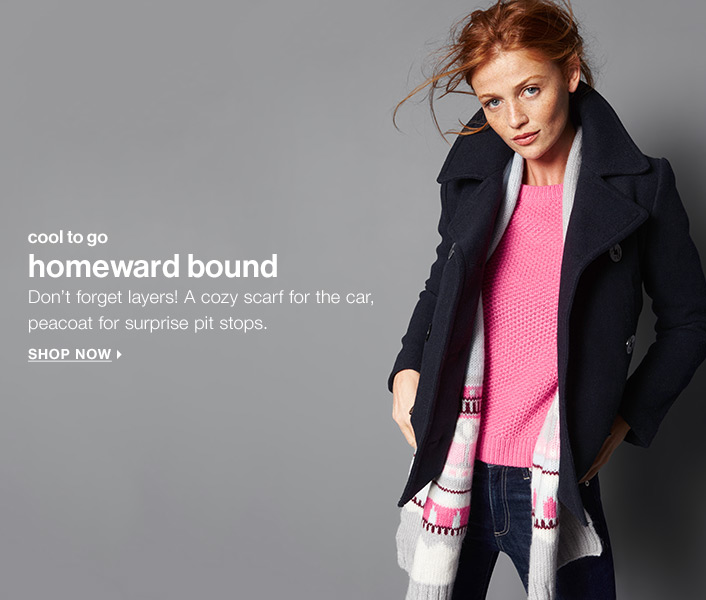 cool to go
homeward bound
Don’t forget layers! A cozy scarf for the car,
peacoat for surprise pit stops.
SHOP NOW